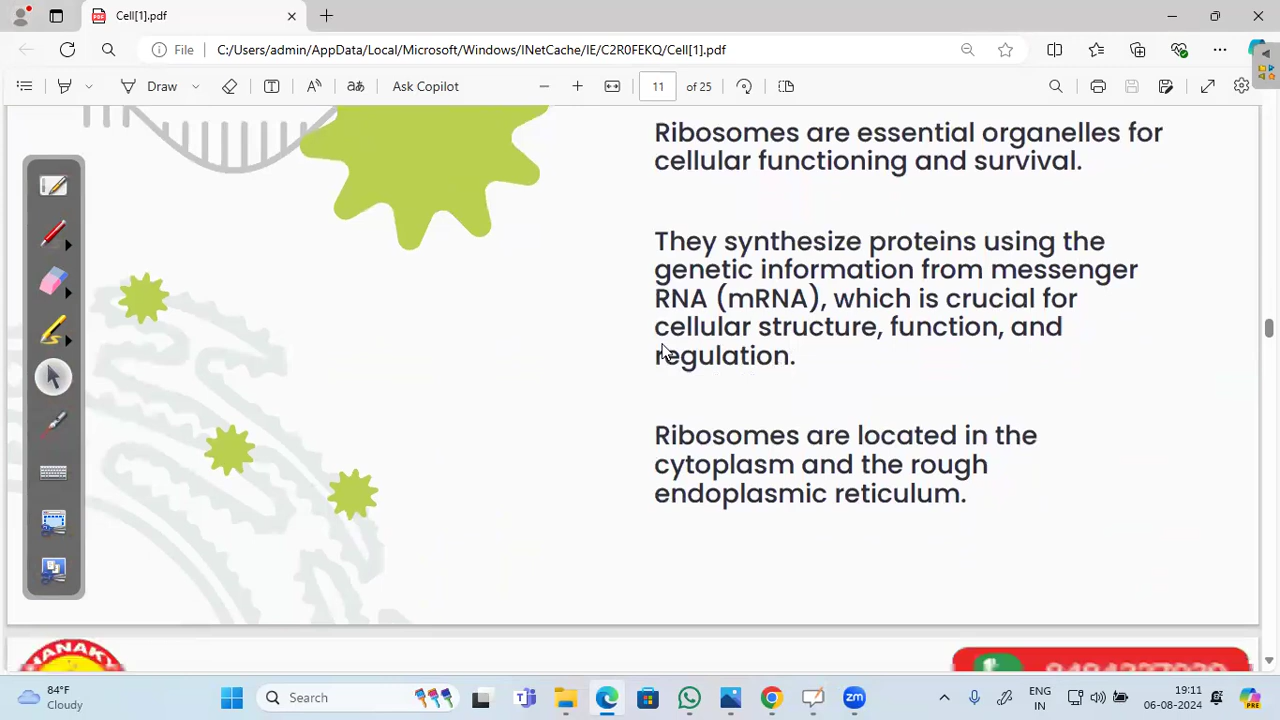 Cell[1].pdf
File
C:/Users/admin/AppData/Local/Microsoft/Windows/INetCache/IE/C2R0FEKQ/Cell[1].pdf
Draw
aあ
Ask Copilot
11 of 25
Ribosomes are essential organelles for
cellular functioning and survival.
They synthesize proteins using the
genetic information from messenger
RNA (mRNA), which is crucial for
cellular structure, function, and
regulation.
Ribosomes are located in the
cytoplasm and the rough
endoplasmic reticulum.
84°F
Cloudy
Search
ENG
IN
19:11
06-08-2024